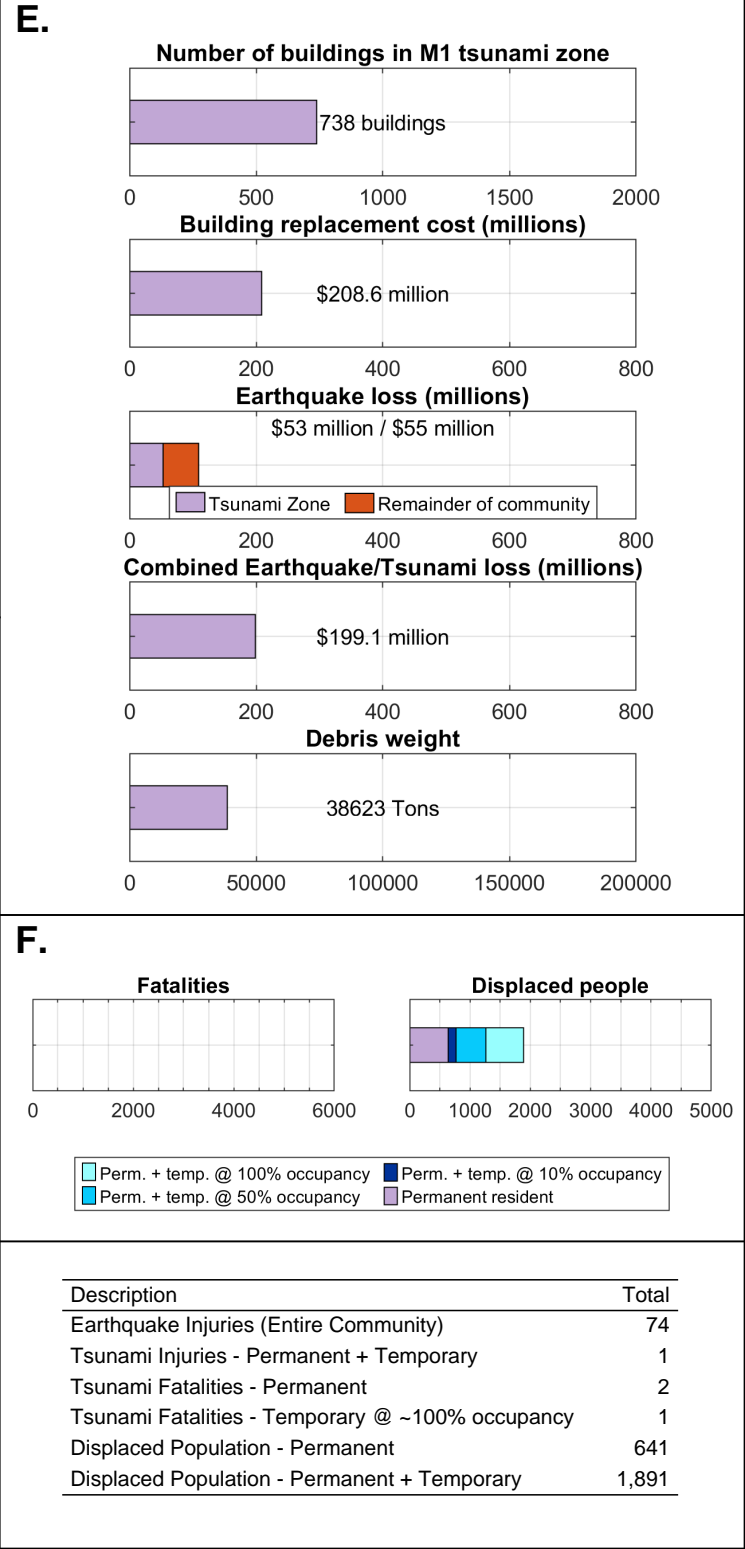 E.
Number of buildings in M1 tsunami zone
738 buildings
0 500 1000 1500 2000
Building replacement cost (millions)
$208.6 million
0 200 400 600 800
Earthquake loss (millions)
$53 million / $55 million
Tsunami Zone Remainder of community
0 200 400 600 800
Combined Earthquake/Tsunami loss (millions)
$199.1 million
0 200 400 600 800
Debris weight
38623 Tons
0 50000 100000 150000 200000
F.
Fatalities Displaced people
0 2000 4000 6000 0 1000 2000 3000 4000 5000
Perm. + temp. @ 100% occupancy Perm. + temp. @ 10% occupancy
Perm. + temp. @ 50% occupancy Permanent resident
Description Total
Earthquake Injuries (Entire Community) 74
Tsunami Injuries - Permanent + Temporary 1
Tsunami Fatalities - Permanent 2
Tsunami Fatalities - Temporary @ ~100% occupancy 1
Displaced Population - Permanent 641
Displaced Population - Permanent + Temporary 1,891